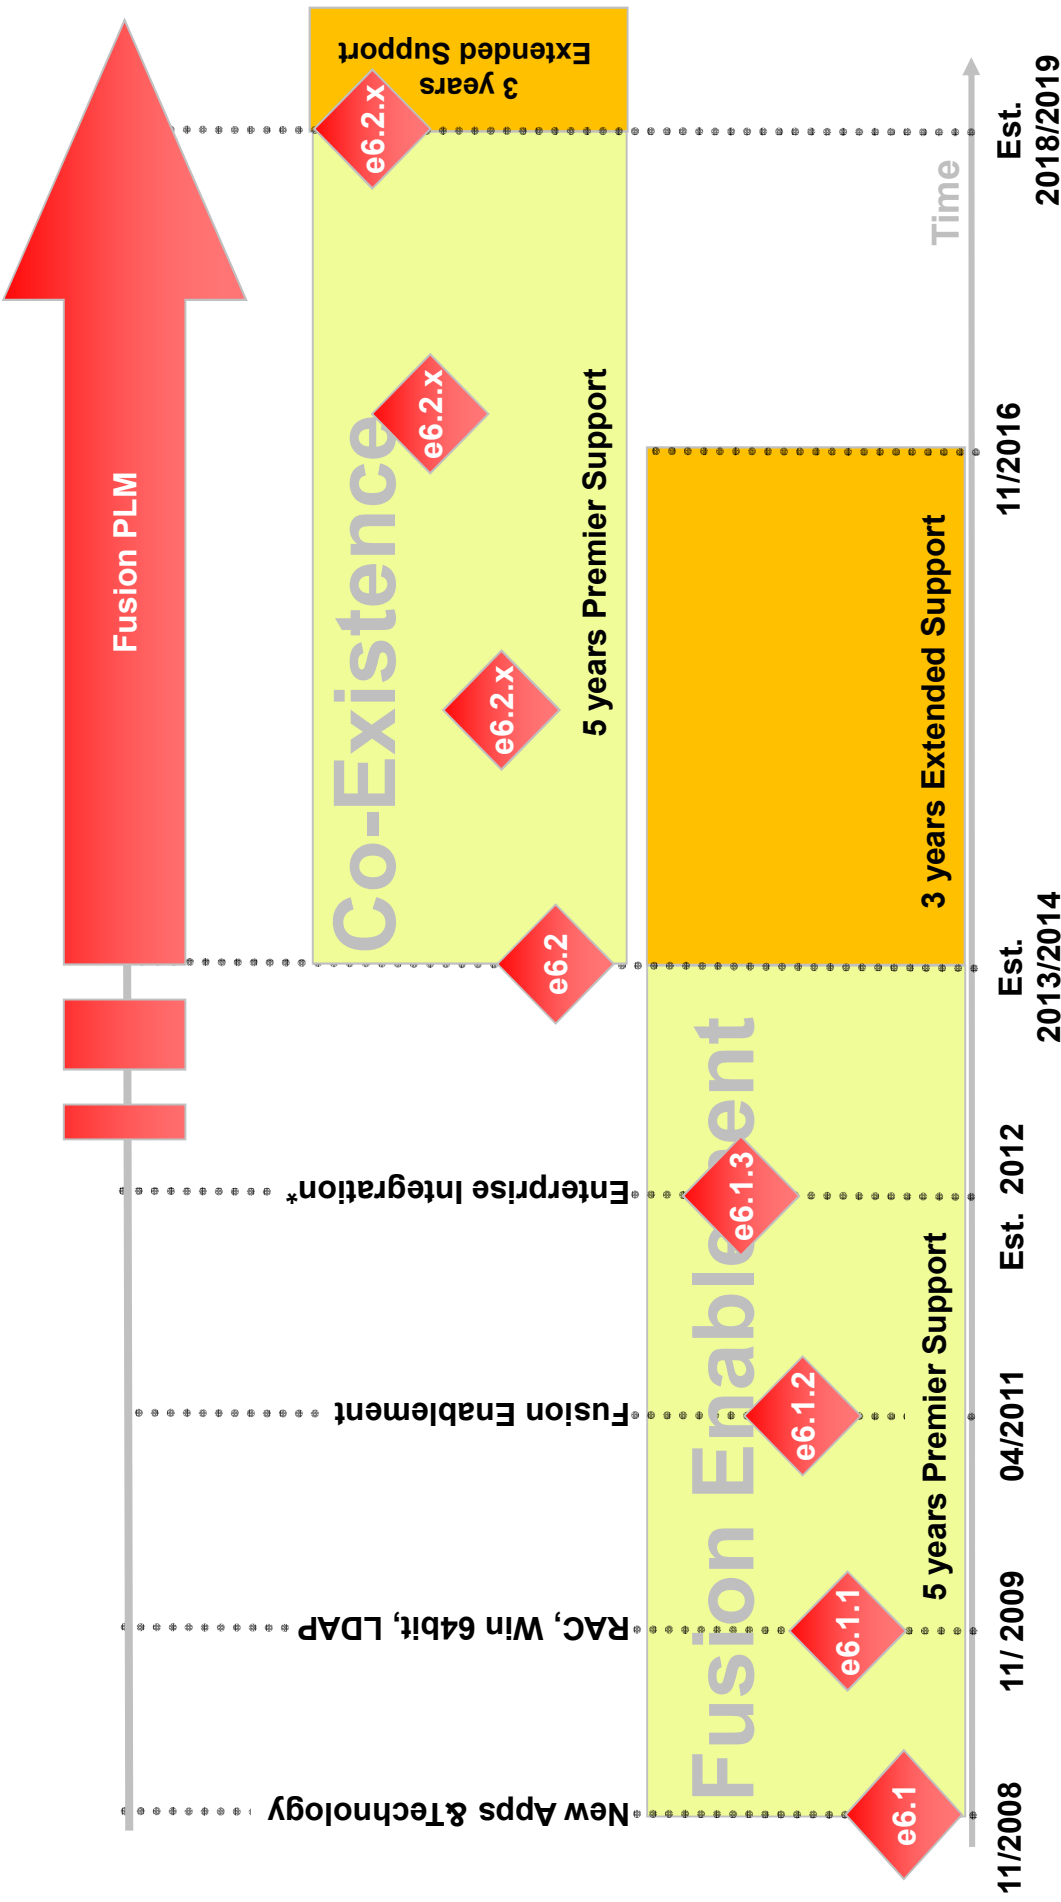 Fusion PLM
Co-Existence
5 years Premier Support
3 years
Extended Support
e6.2
e6.2.x
e6.2.x
e6.2.x
New Apps &Technology
RAC, Win 64bit, LDAP
Fusion Enablement
Enterprise Integration*
Fusion Enablement
e6.1
e6.1.1
e6.1.2
e6.1.3
5 years Premier Support
3 years Extended Support
Time
11/2008
11/ 2009
04/2011
Est. 2012
Est.
2013/2014
11/2016
Est.
2018/2019